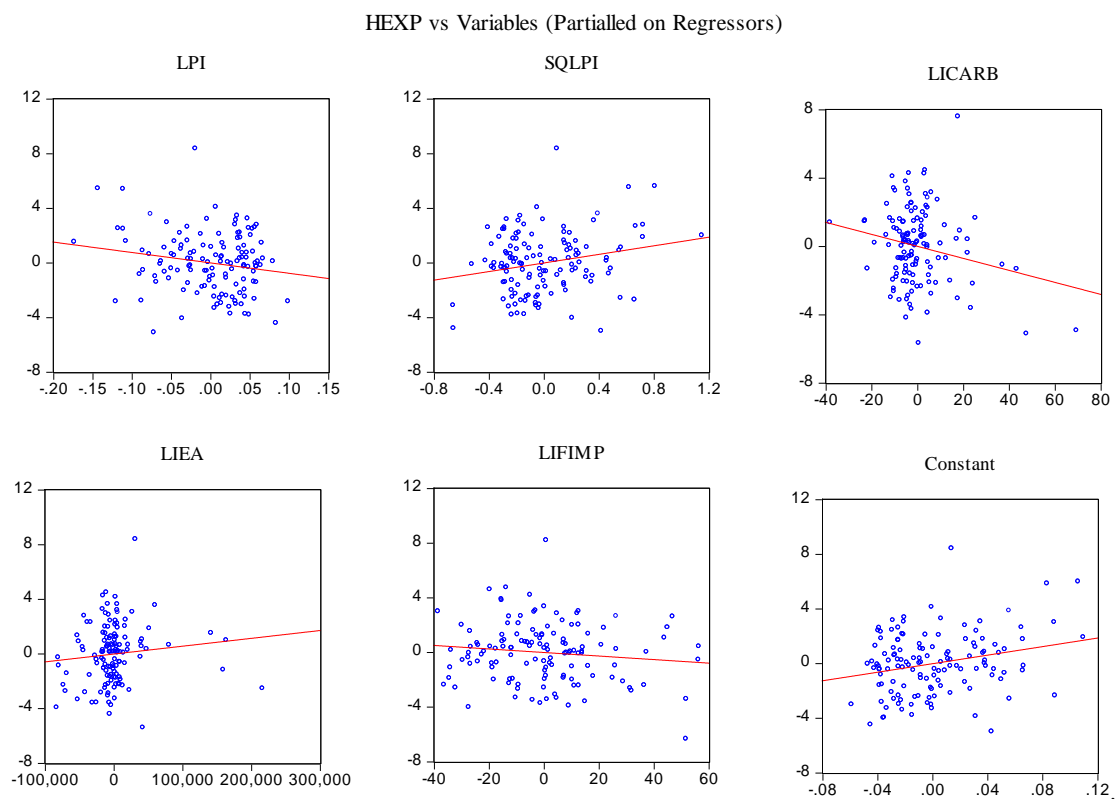 HEXP vs Variables (Partialled on Regressors)
LPI
12
8
4
0
-4
-8
-.20 -.15 -.10 -.05 .00 .05 .10 .15
SQLPI
12
8
4
0
-4
-8
-0.8 -0.4 0.0 0.4 0.8 1.2
LICARB
8
4
0
-4
-8
-40 -20 0 20 40 60 80
LIEA
12
8
4
0
-4
-8
-100,000 0 100,000 200,000 300,000
LIFIMP
12
8
4
0
-4
-8
-40 -20 0 20 40 60
Constant
12
8
4
0
-4
-8
-.08 -.04 .00 .04 .08 .12.